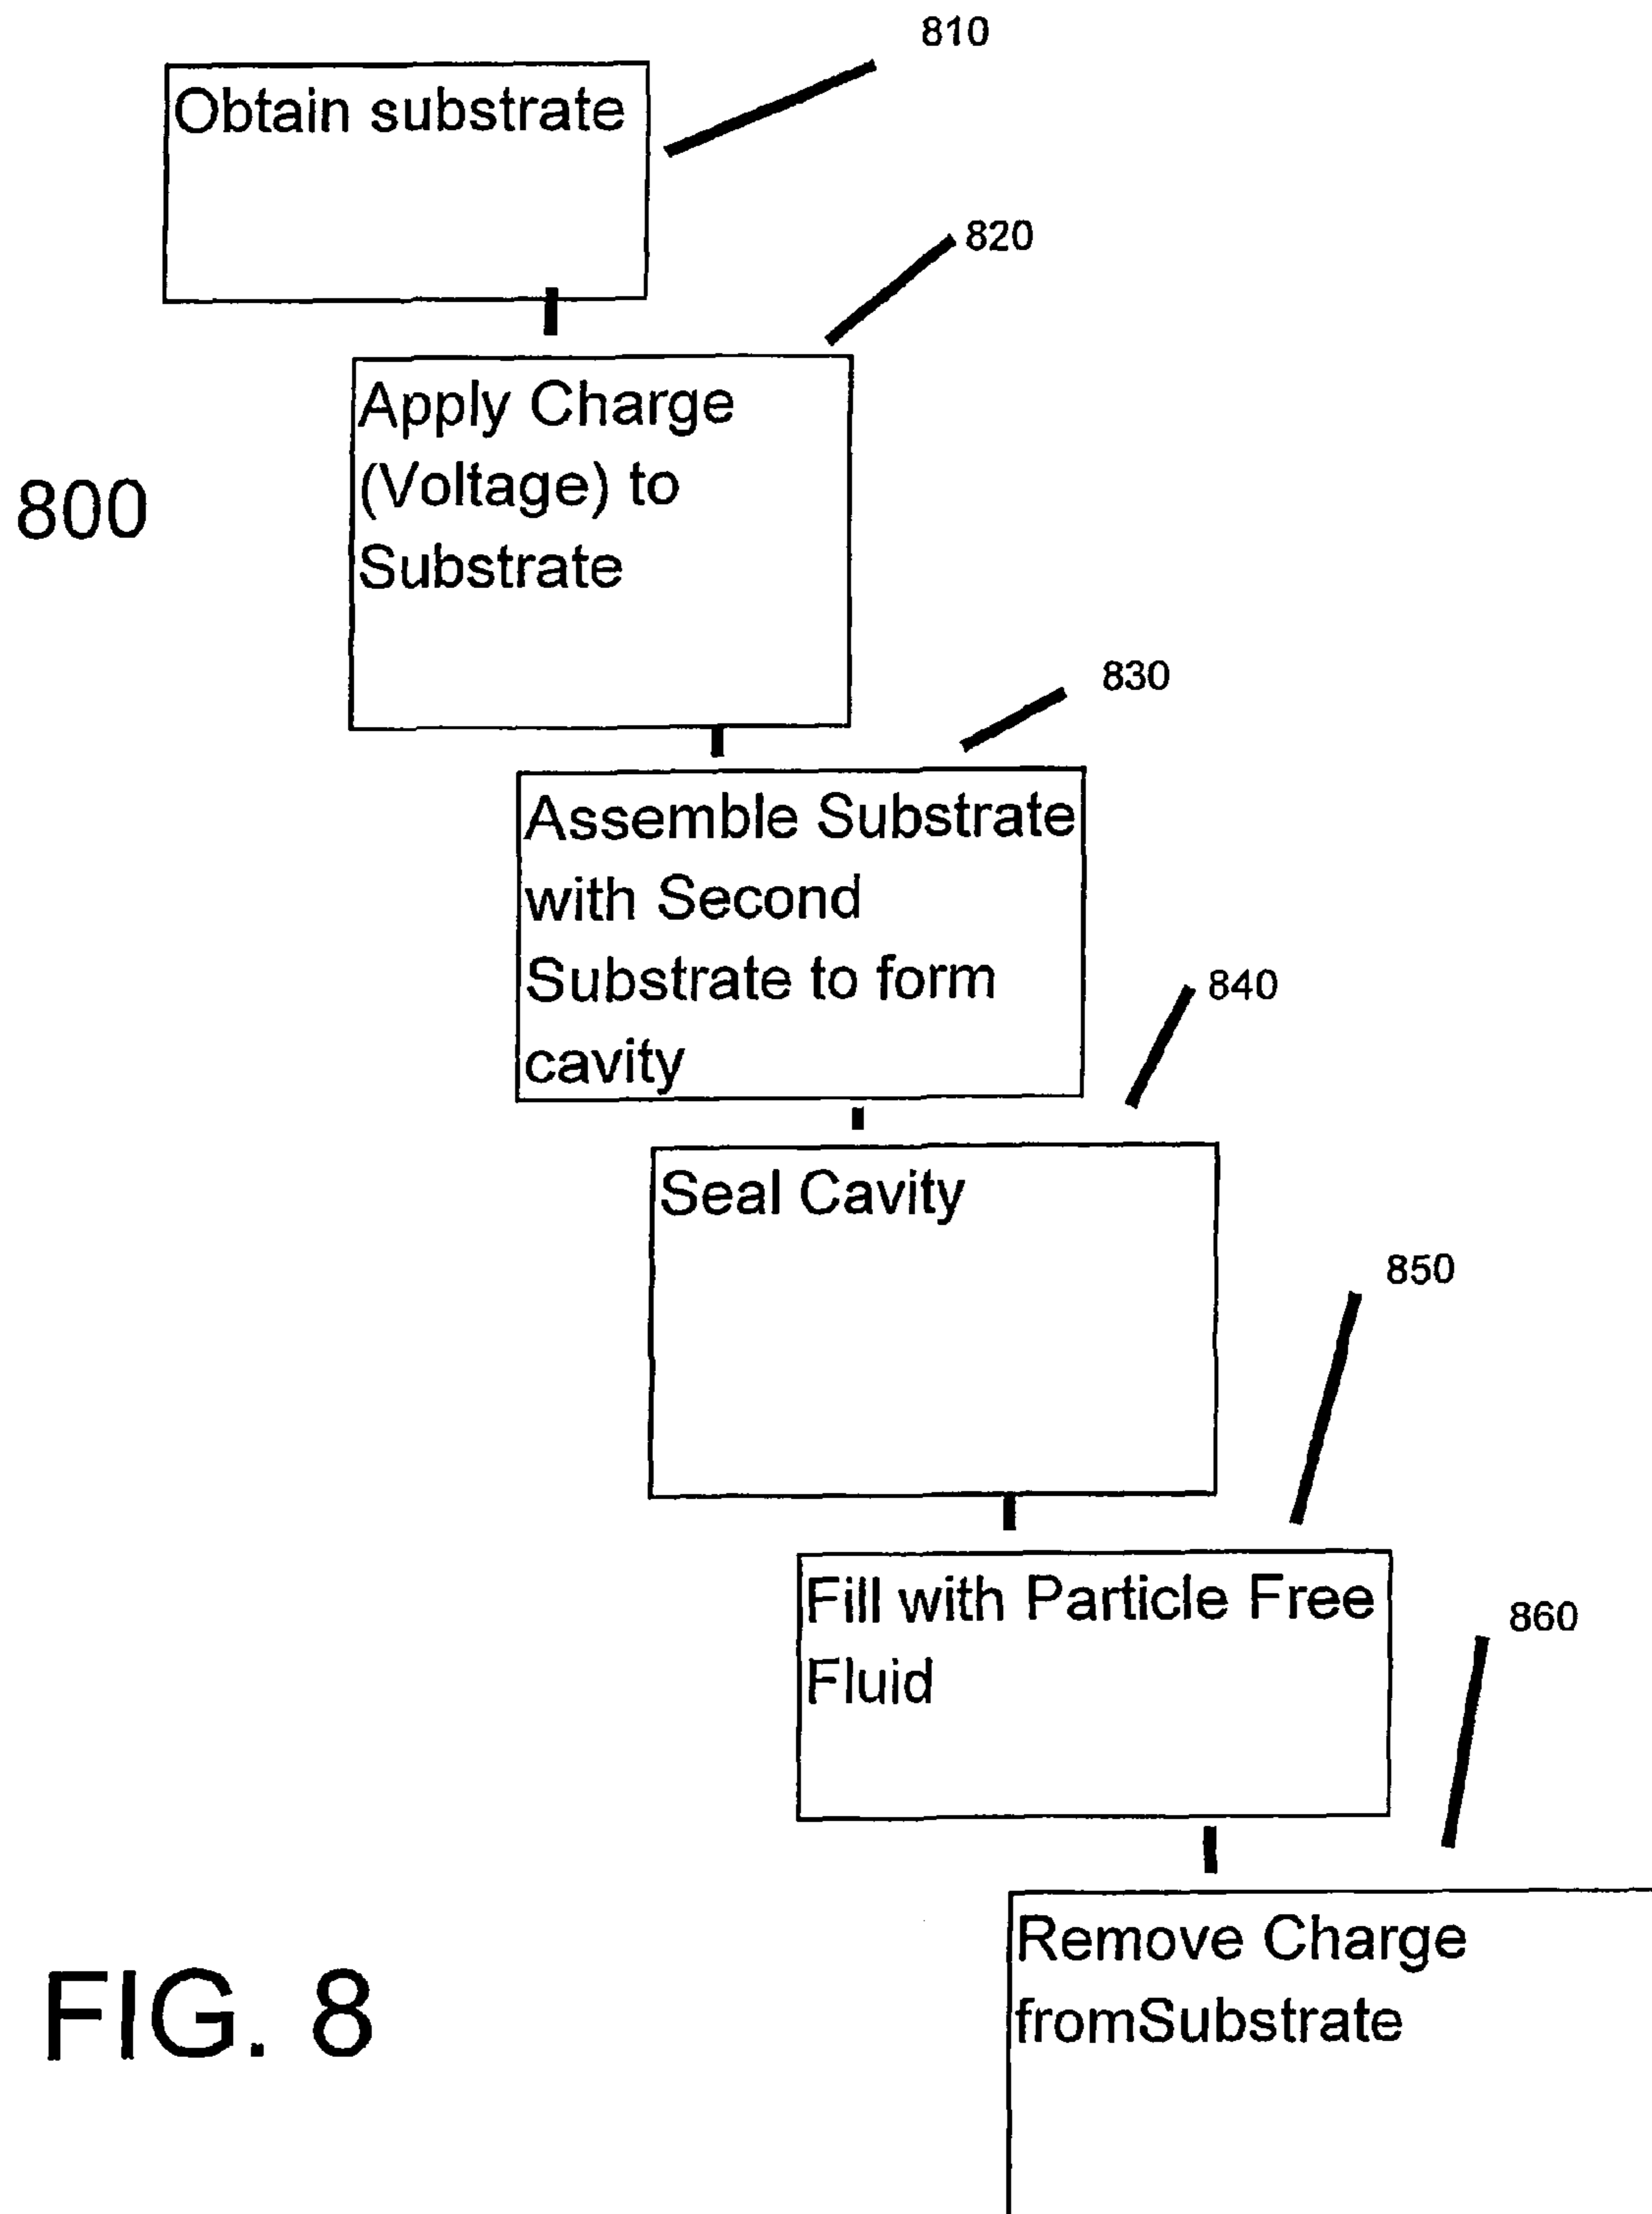 810
Obtain substrate
820
Apply Charge
(Voltage) to
Substrate
800
830
Assemble Substrate
with Second
Substrate to form
cavity
840
Seal Cavity
850
Fill with Particle Free
Fluid
860
Remove Charge
fromSubstrate
FIG. 8